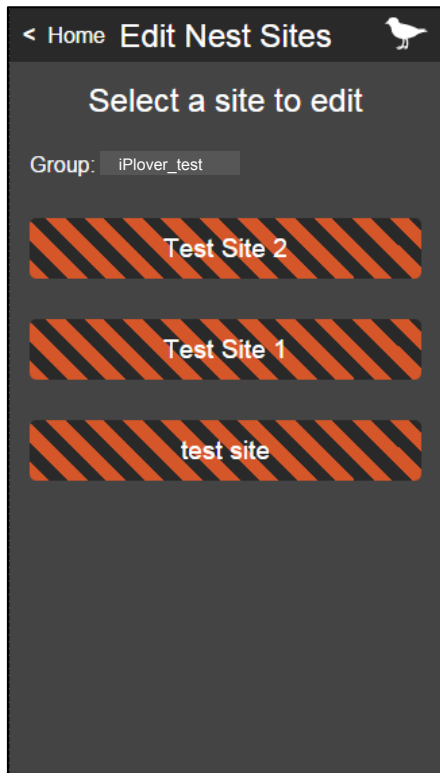 < Home Edit Nest Sites
Select a site to edit
Group: iPlover_test
Test Site 2
Test Site 1
test site